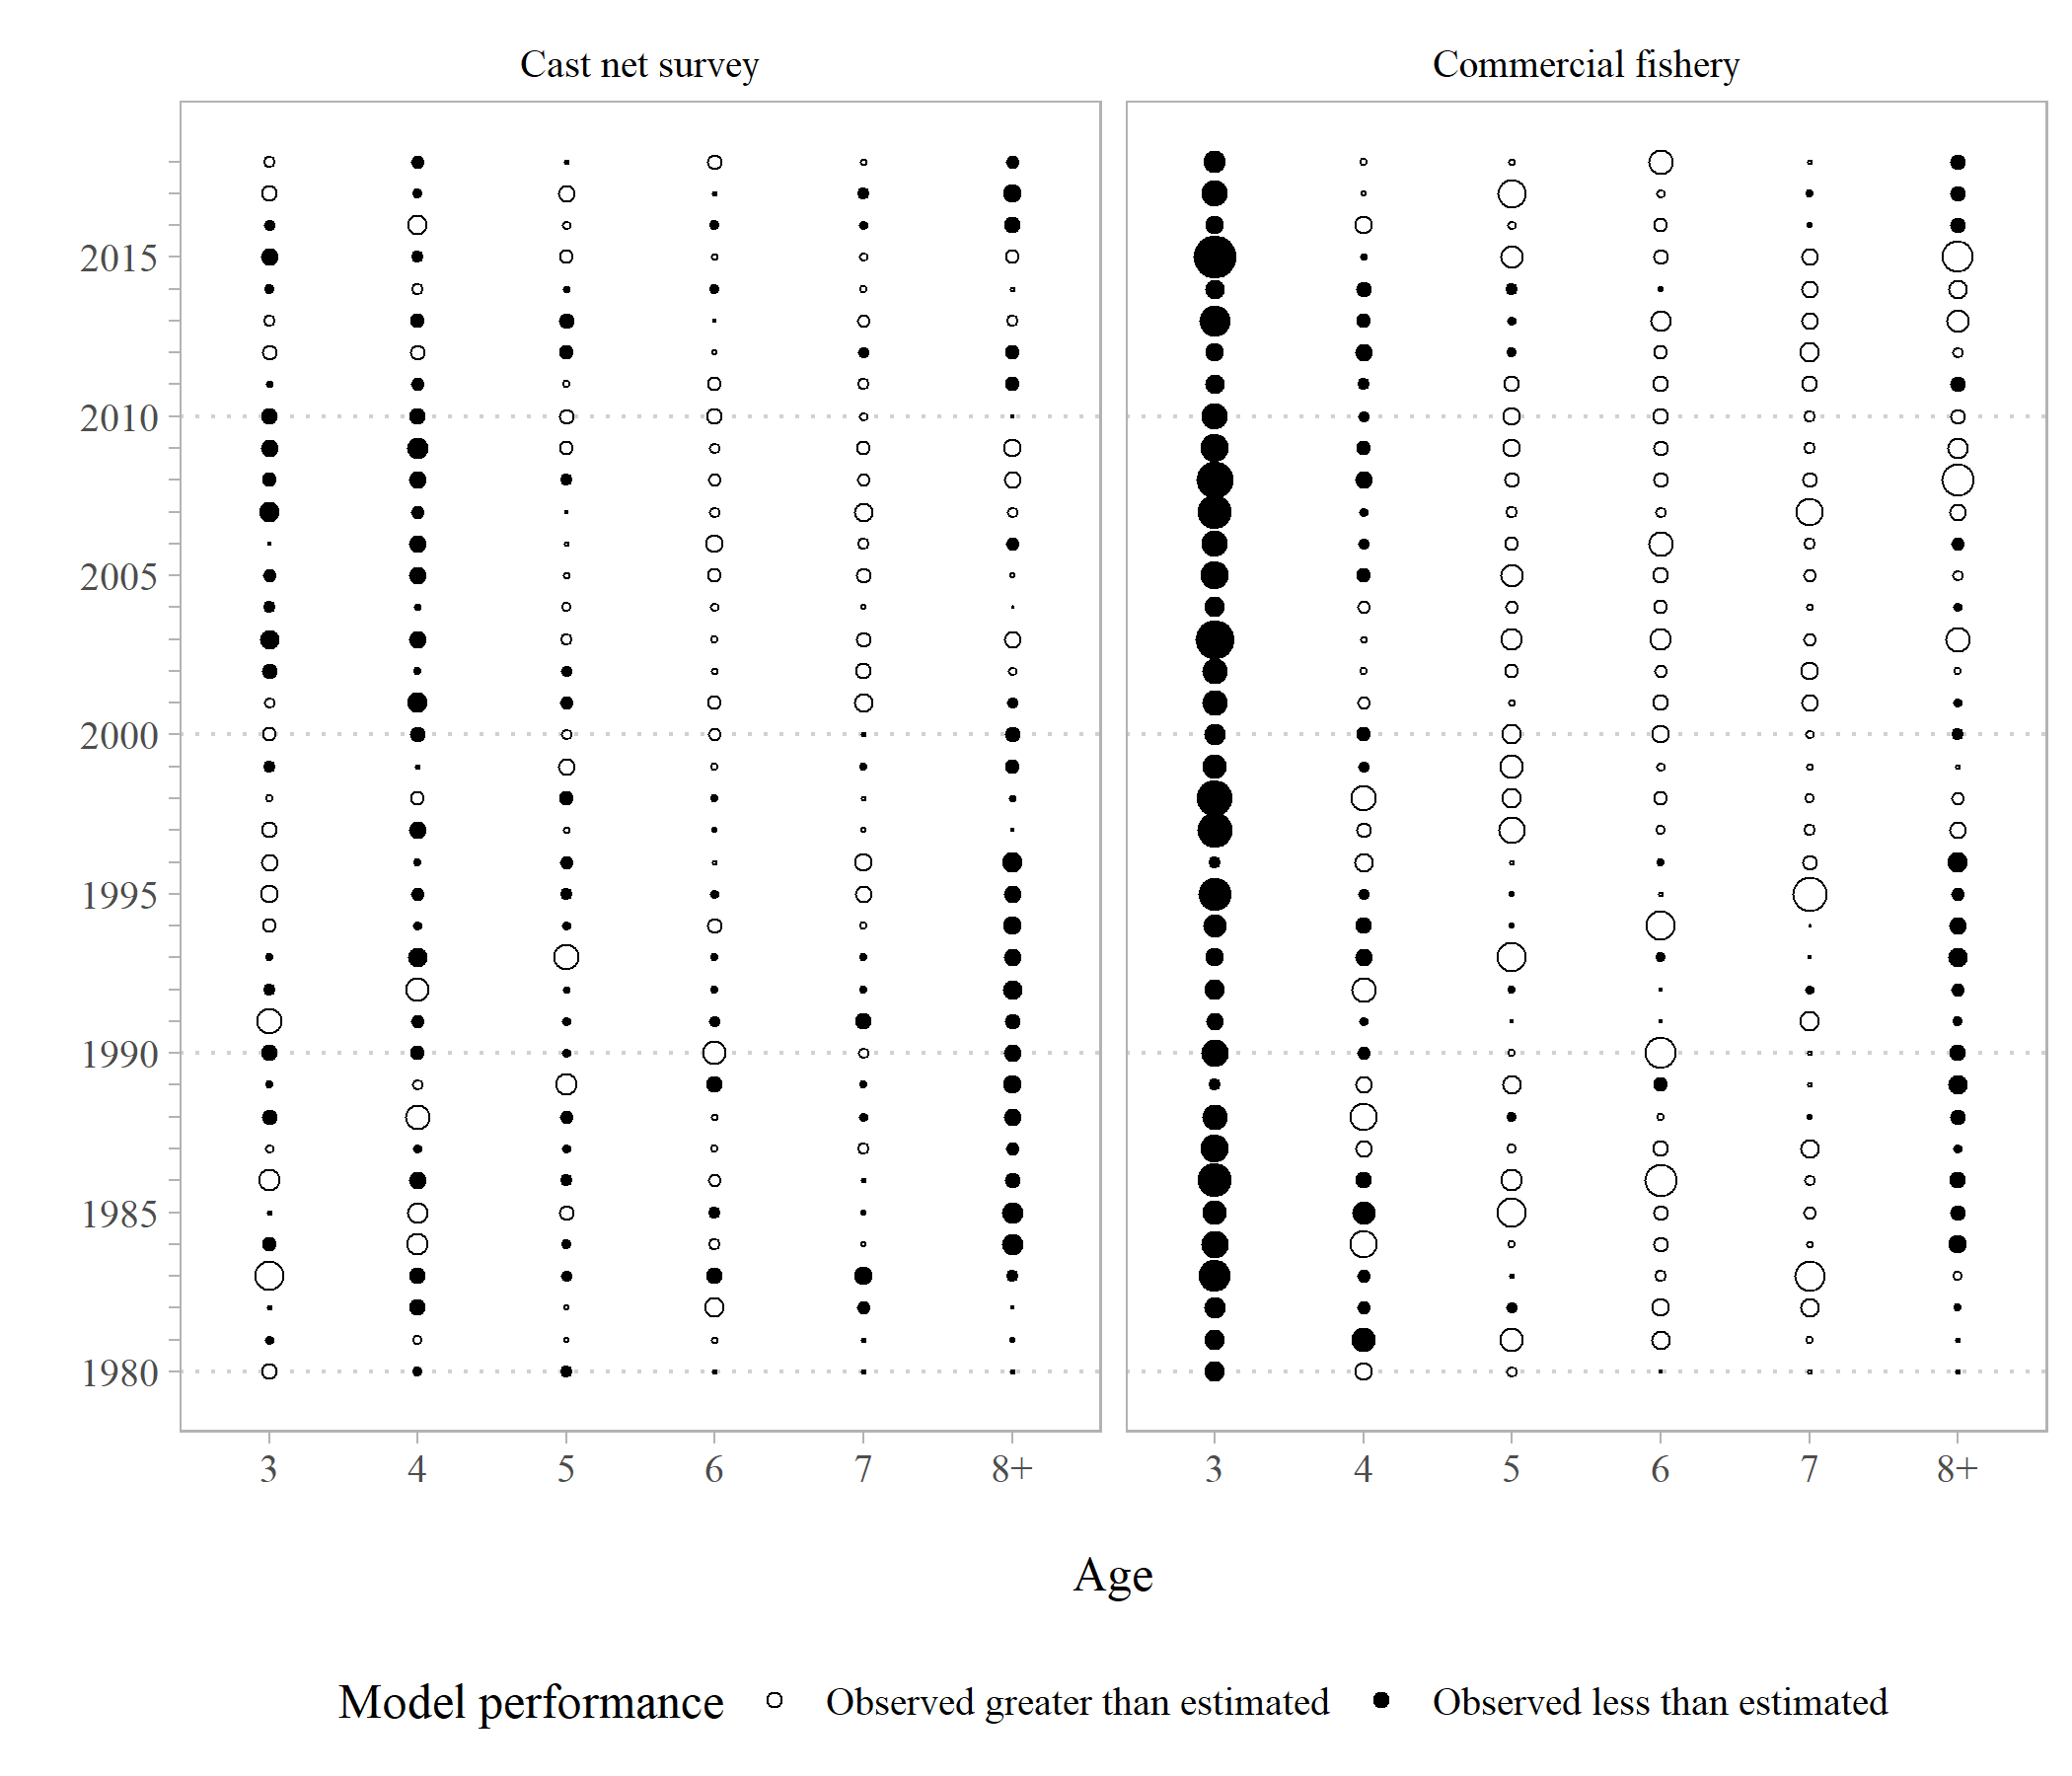 Cast net survey Commercial fishery
2015
2010
2005
2000
1995
1990
1985
1980
3 4 5 6 7 8+ 3 4 5 6 7 8+
Age
Model performance Observed greater than estimated Observed less than estimated